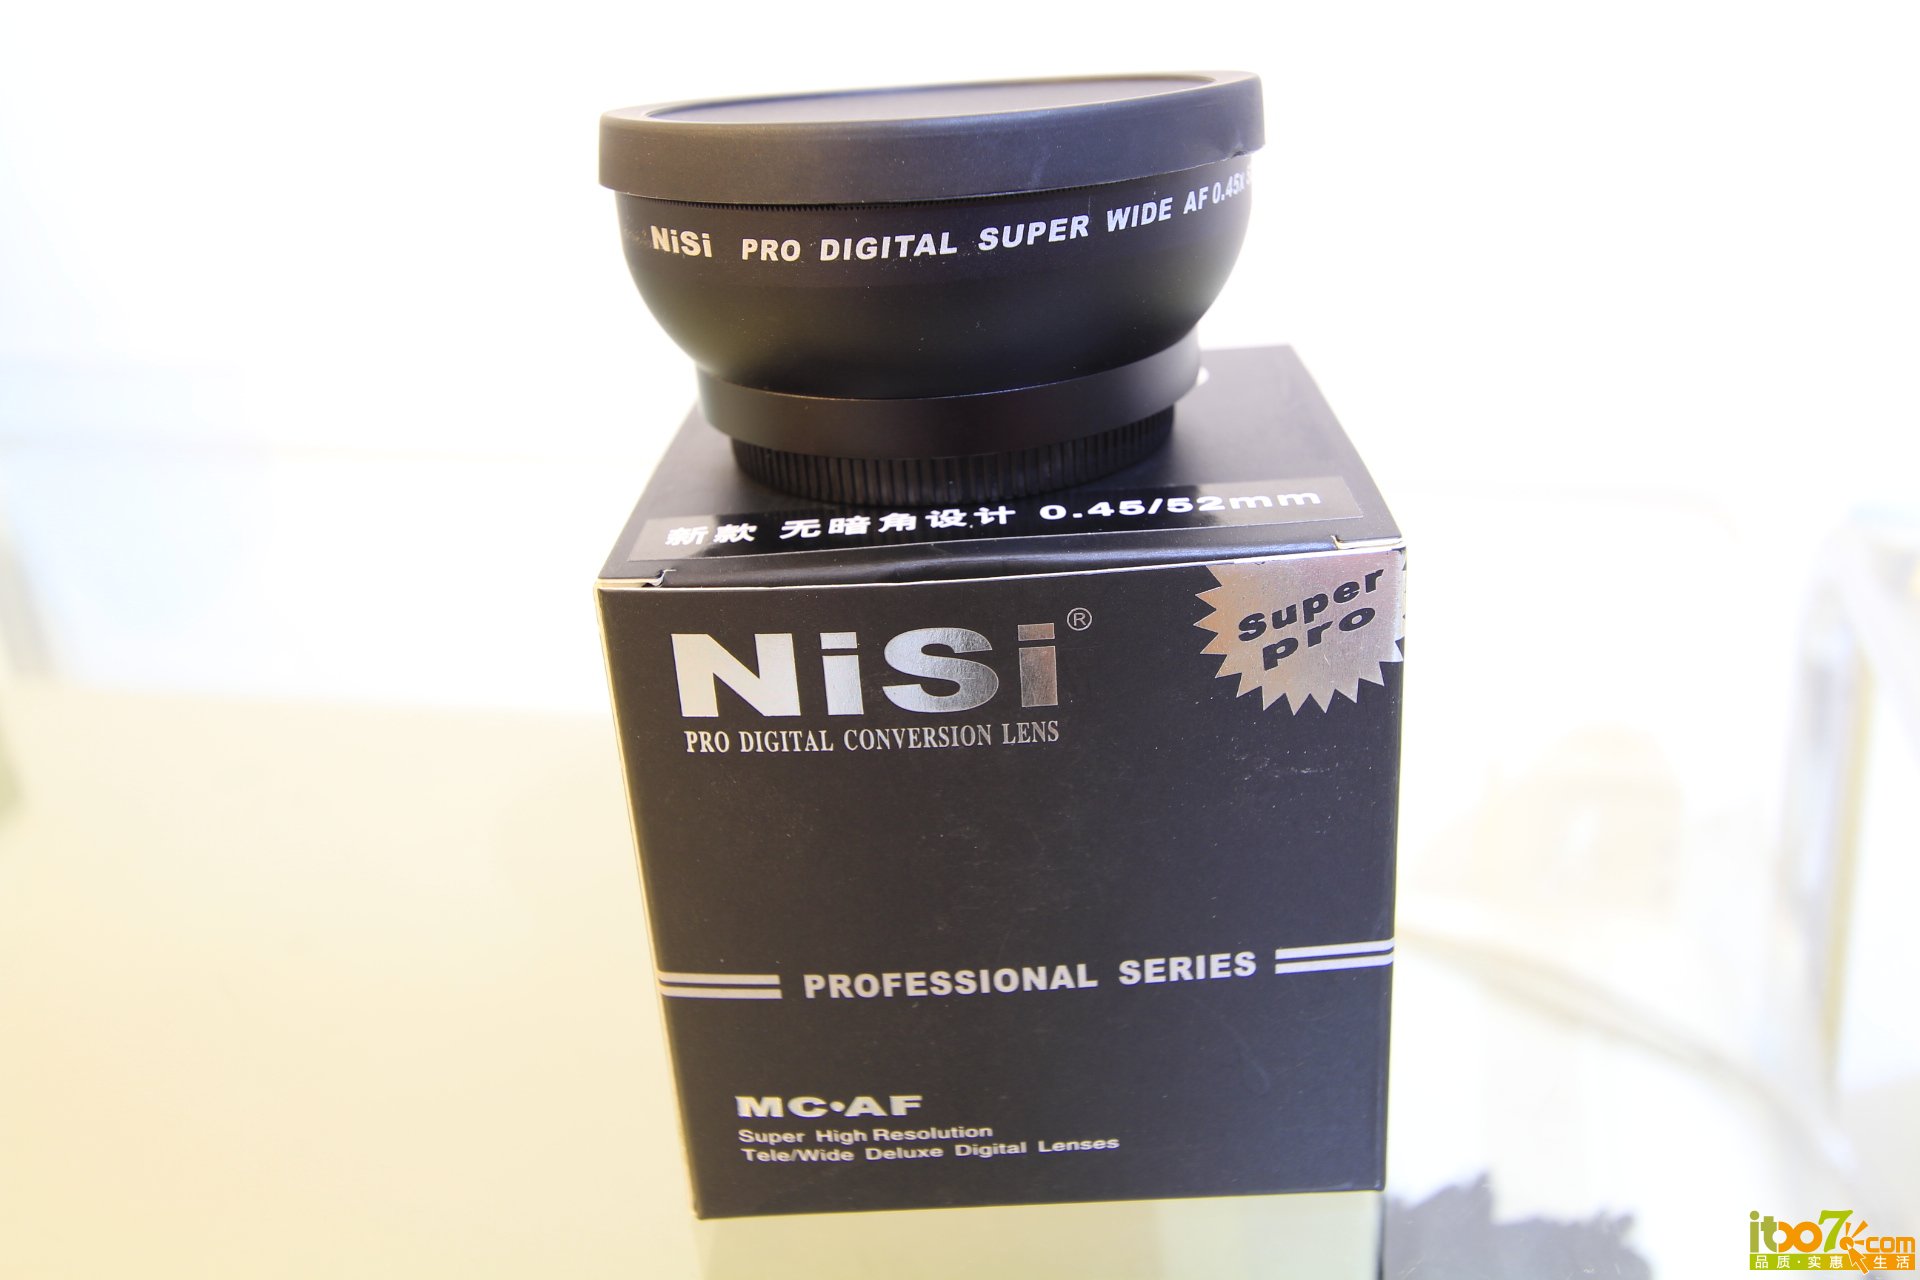 NiSi PRO DIGITAL SUPER WIDE AF 0.45x
新款 无暗角设计 0.45/52mm
Super
pro
NiSi®
PRO DIGITAL CONVERSION LENS
PROFESSIONAL SERIES
MC•AF
Super High Resolution
Tele/Wide Deluxe Digital Lenses
itbo7.com
品质·实惠生活